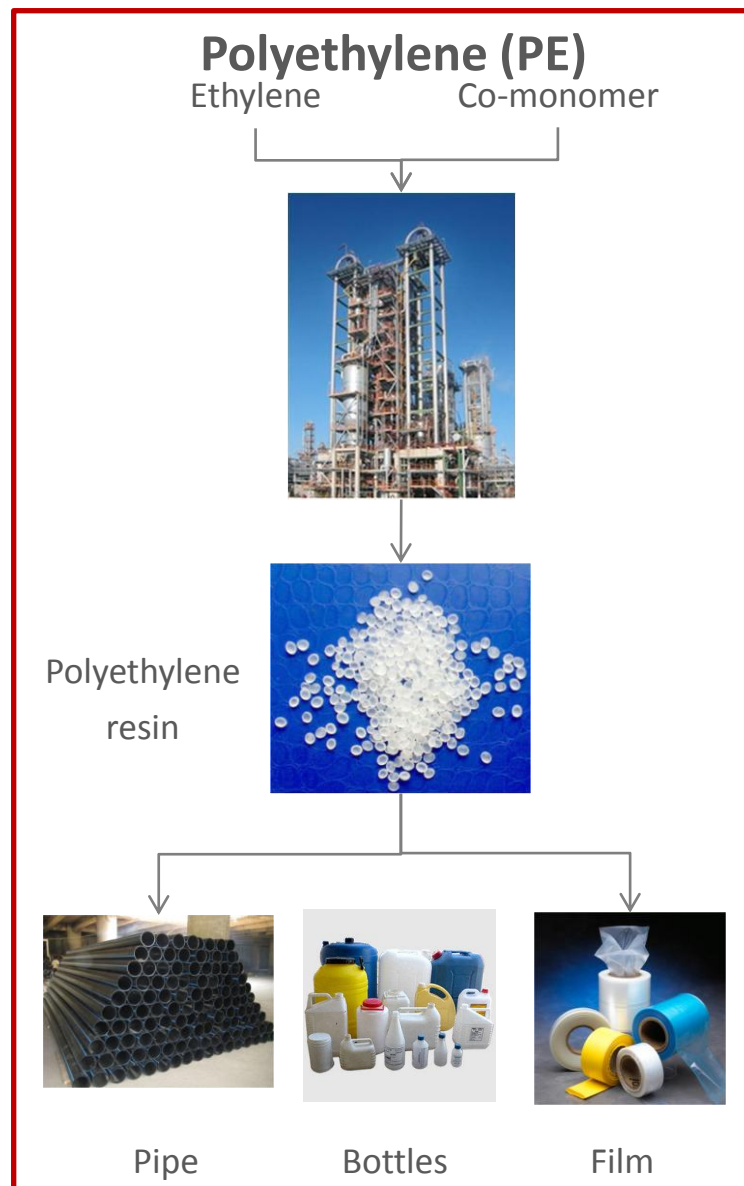 Polyethylene (PE)
Ethylene Co-monomer
Polyethylene
resin
Pipe Bottles Film